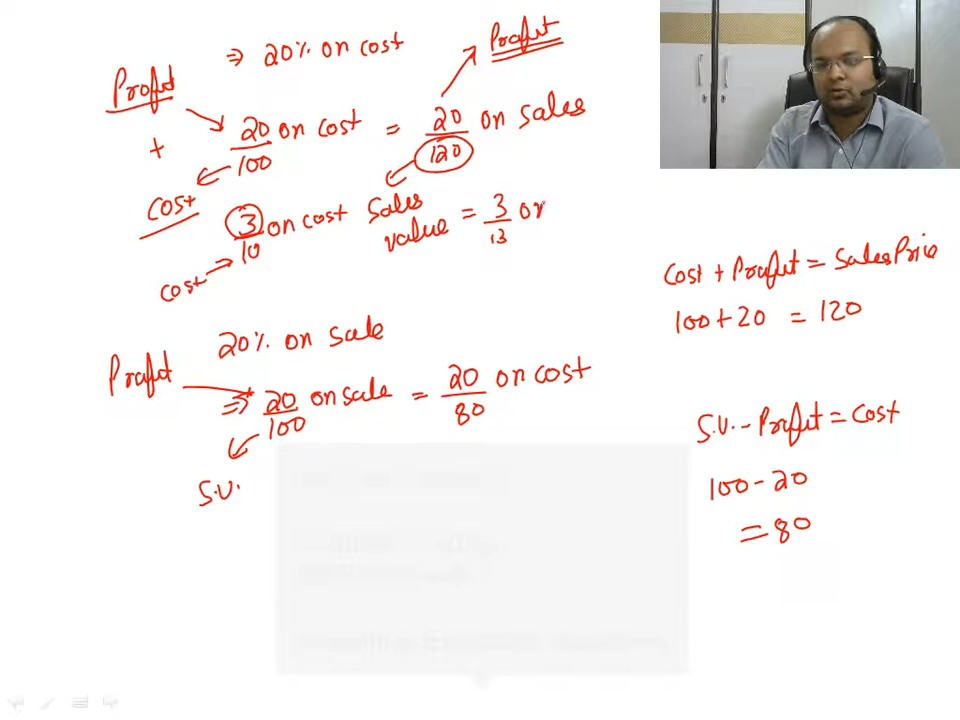 ⇒ 20% on cost
Profit
Profit
20/100 on cost = 20/120 on sales
+
cost
3/10 on cost
Sales value = 3/13 or
cost
Cost + Profit = Sales Price
100 + 20 = 120
20% on sale
Profit
⇒ 20/100 on sale = 20/80 on cost
S.V.
S.V. - Profit = Cost
100 - 20
= 80